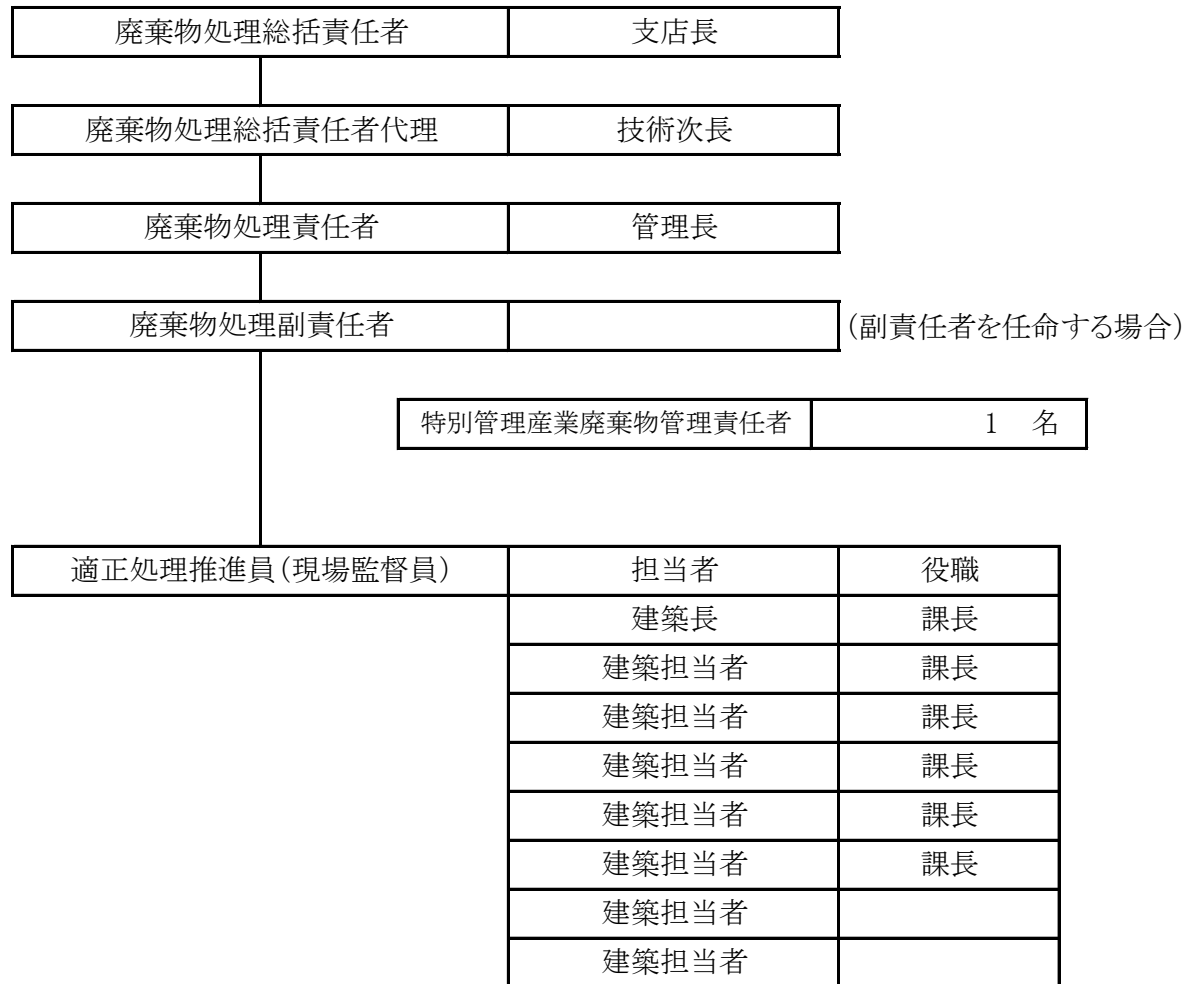 廃棄物処理総括責任者 支店長
廃棄物処理総括責任者代理 技術次長
廃棄物処理責任者 管理長
廃棄物処理副責任者 (副責任者を任命する場合)
特別管理産業廃棄物管理責任者 1 名
適正処理推進員(現場監督員) 担当者 役職
建築長 課長
建築担当者 課長
建築担当者 課長
建築担当者 課長
建築担当者 課長
建築担当者 課長
建築担当者
建築担当者